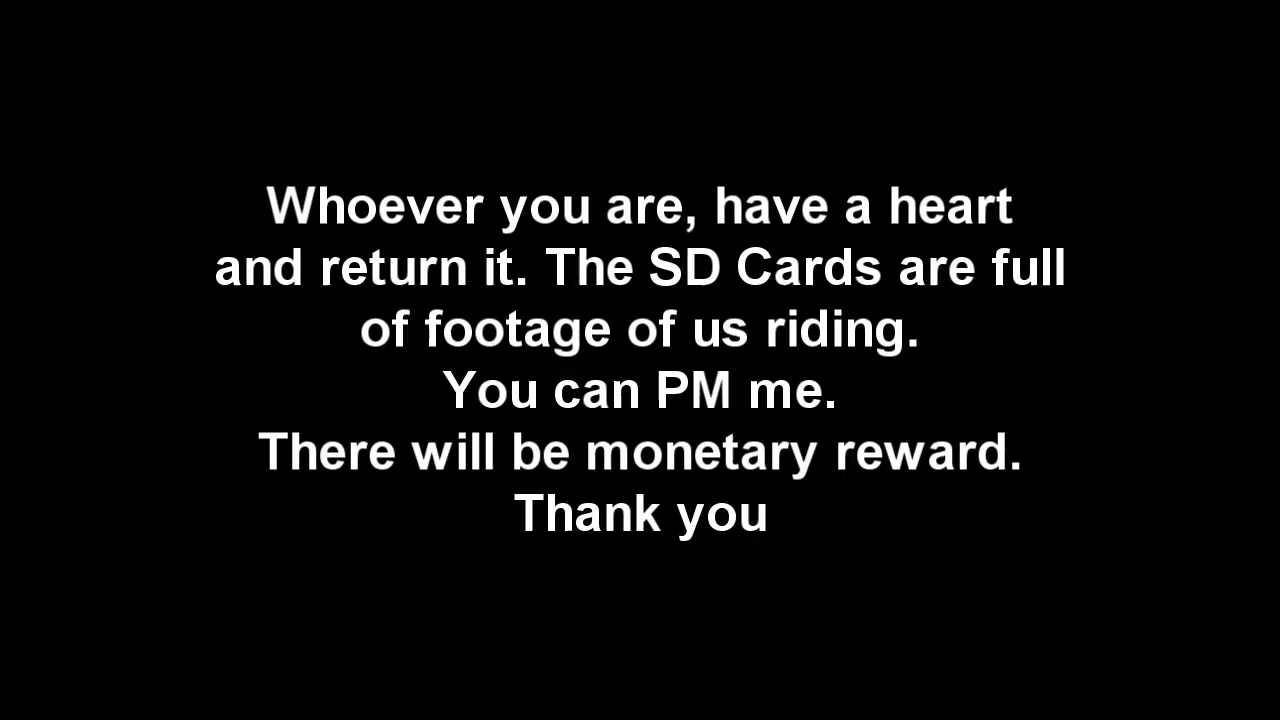 Whoever you are, have a heart
and return it. The SD Cards are full
of footage of us riding.
You can PM me.
There will be monetary reward.
Thank you